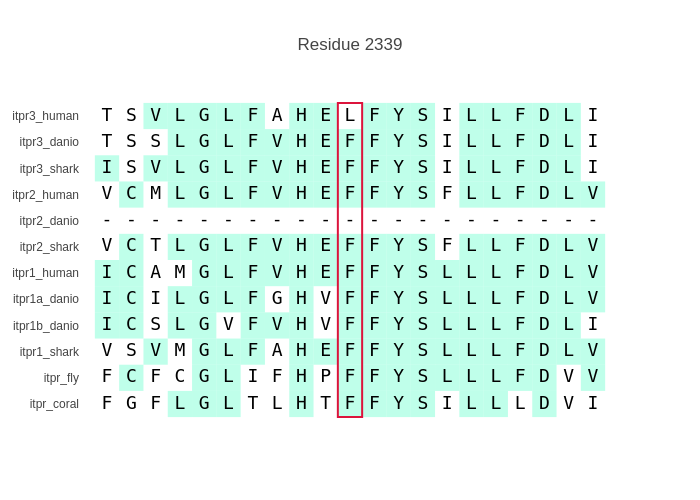 Residue 2339
itpr3_human T S V L G L F A H E L F Y S I L L F D L I
itpr3_danio T S S L G L F V H E F F Y S I L L F D L I
itpr3_shark I S V L G L F V H E F F Y S I L L F D L I
itpr2_human V C M L G L F V H E F F Y S F L L F D L V
itpr2_danio - - - - - - - - - - - - - - - - - - - - -
itpr2_shark V C T L G L F V H E F F Y S F L L F D L V
itpr1_human I C A M G L F V H E F F Y S L L L F D L V
itpr1a_danio I C I L G L F G H V F F Y S L L L F D L V
itpr1b_danio I C S L G V F V H V F F Y S L L L F D L I
itpr1_shark V S V M G L F A H E F F Y S L L L F D L V
itpr_fly F C F C G L I F H P F F Y S L L L F D V V
itpr_coral F G F L G L T L H T F F Y S I L L L D V I